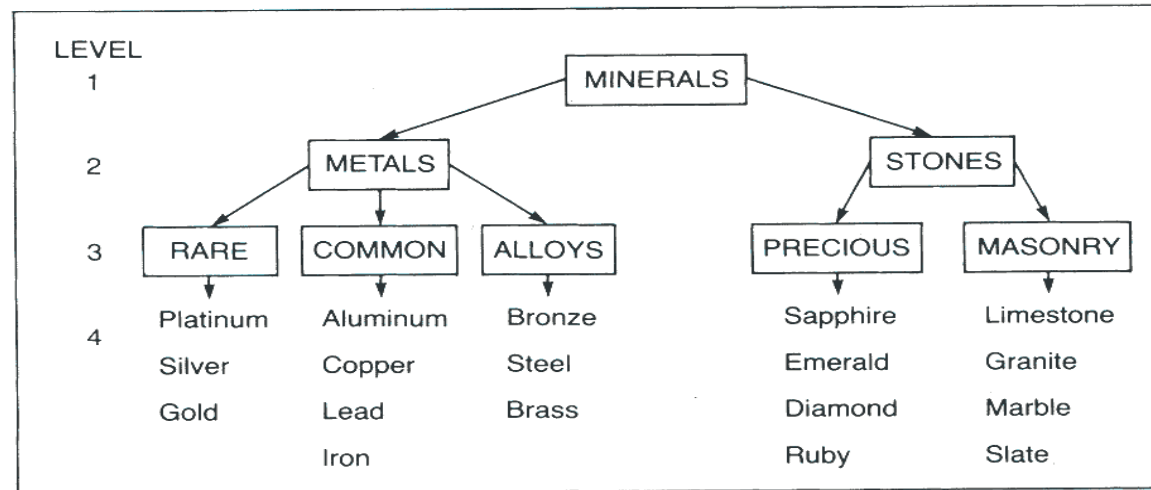 LEVEL
1 MINERALS
2 METALS STONES
3 RARE COMMON ALLOYS PRECIOUS MASONRY
4
Platinum Aluminum Bronze Sapphire Limestone
Silver Copper Steel Emerald Granite
Gold Lead Brass Diamond Marble
Iron Ruby Slate